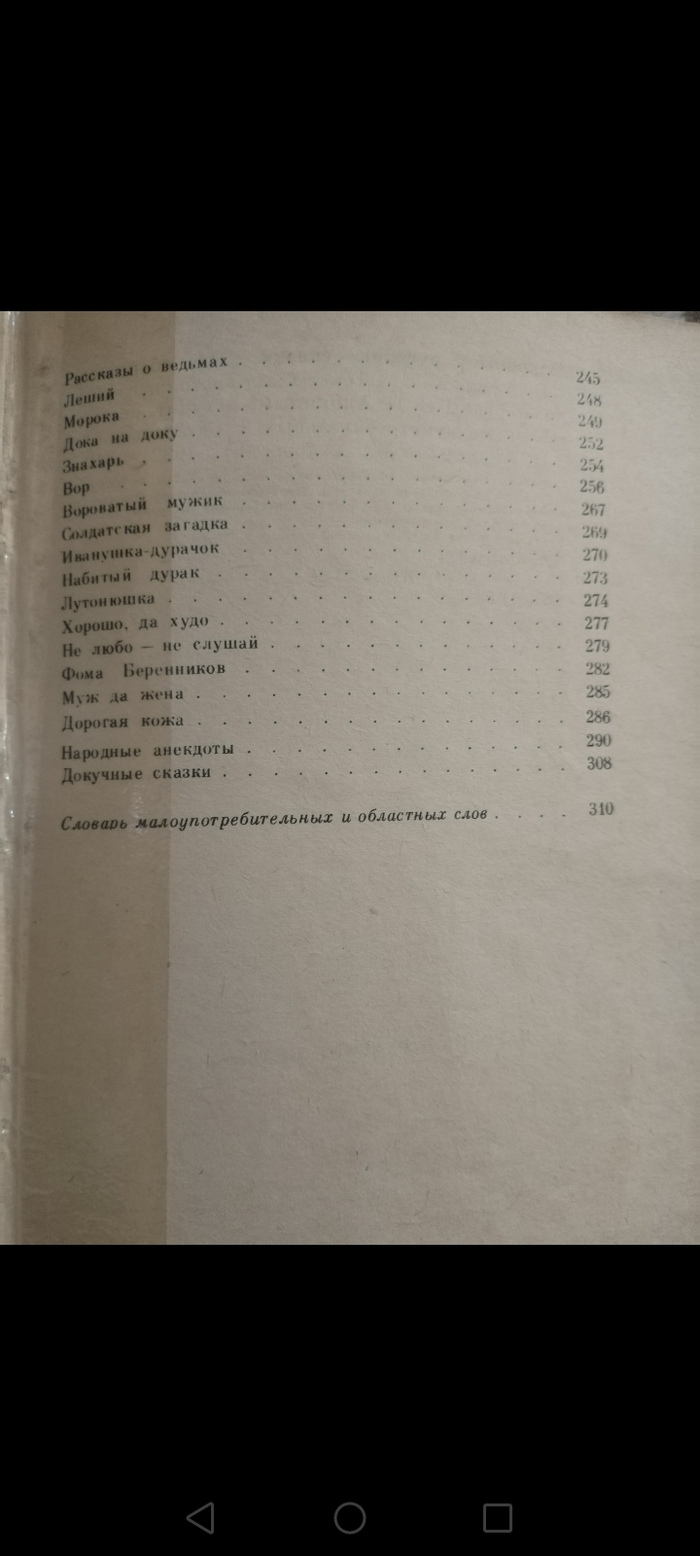 Рассказы о ведьмах . . . . . . . . . . . . . 245
Леший . . . . . . . . . . . . . . . . . 248
Морока . . . . . . . . . . . . . . . . . 249
Дока на доку . . . . . . . . . . . . . . . 252
Знахарь . . . . . . . . . . . . . . . . . 254
Вор . . . . . . . . . . . . . . . . . . 256
Вороватый мужик . . . . . . . . . . . . . 267
Солдатская загадка . . . . . . . . . . . . . 269
Иванушка-дурачок . . . . . . . . . . . . . 270
Набитый дурак . . . . . . . . . . . . . . 273
Лутонюшка . . . . . . . . . . . . . . . . 274
Хорошо, да худо . . . . . . . . . . . . . . 277
Не любо — не слушай . . . . . . . . . . . . 279
Фома Беренников . . . . . . . . . . . . . 282
Муж да жена . . . . . . . . . . . . . . . 285
Дорогая кожа . . . . . . . . . . . . . . . 286
Народные анекдоты . . . . . . . . . . . . . 290
Докучные сказки . . . . . . . . . . . . . . 308
Словарь малоупотребительных и областных слов . . . . 310